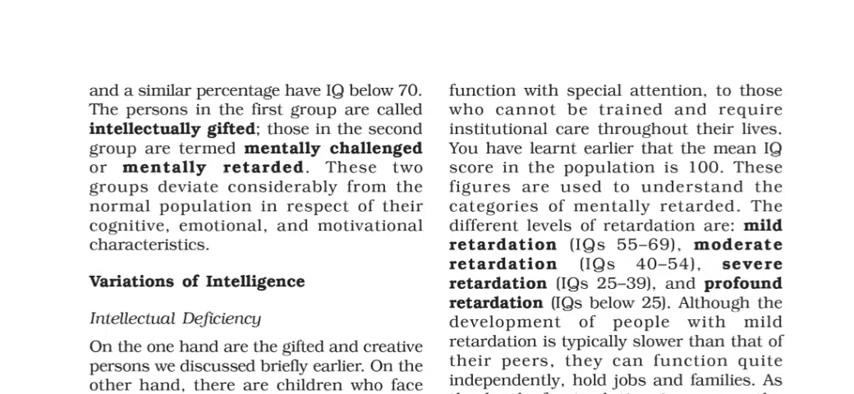 and a similar percentage have IQ below 70.
The persons in the first group are called
intellectually gifted; those in the second
group are termed mentally challenged
or mentally retarded. These two
groups deviate considerably from the
normal population in respect of their
cognitive, emotional, and motivational
characteristics.
Variations of Intelligence
Intellectual Deficiency
On the one hand are the gifted and creative
persons we discussed briefly earlier. On the
other hand, there are children who face
function with special attention, to those
who cannot be trained and require
institutional care throughout their lives.
You have learnt earlier that the mean IQ
score in the population is 100. These
figures are used to understand the
categories of mentally retarded. The
different levels of retardation are: mild
retardation (IQs 55–69), moderate
retardation (IQs 40–54), severe
retardation (IQs 25–39), and profound
retardation (IQs below 25). Although the
development of people with mild
retardation is typically slower than that of
their peers, they can function quite
independently, hold jobs and families. As